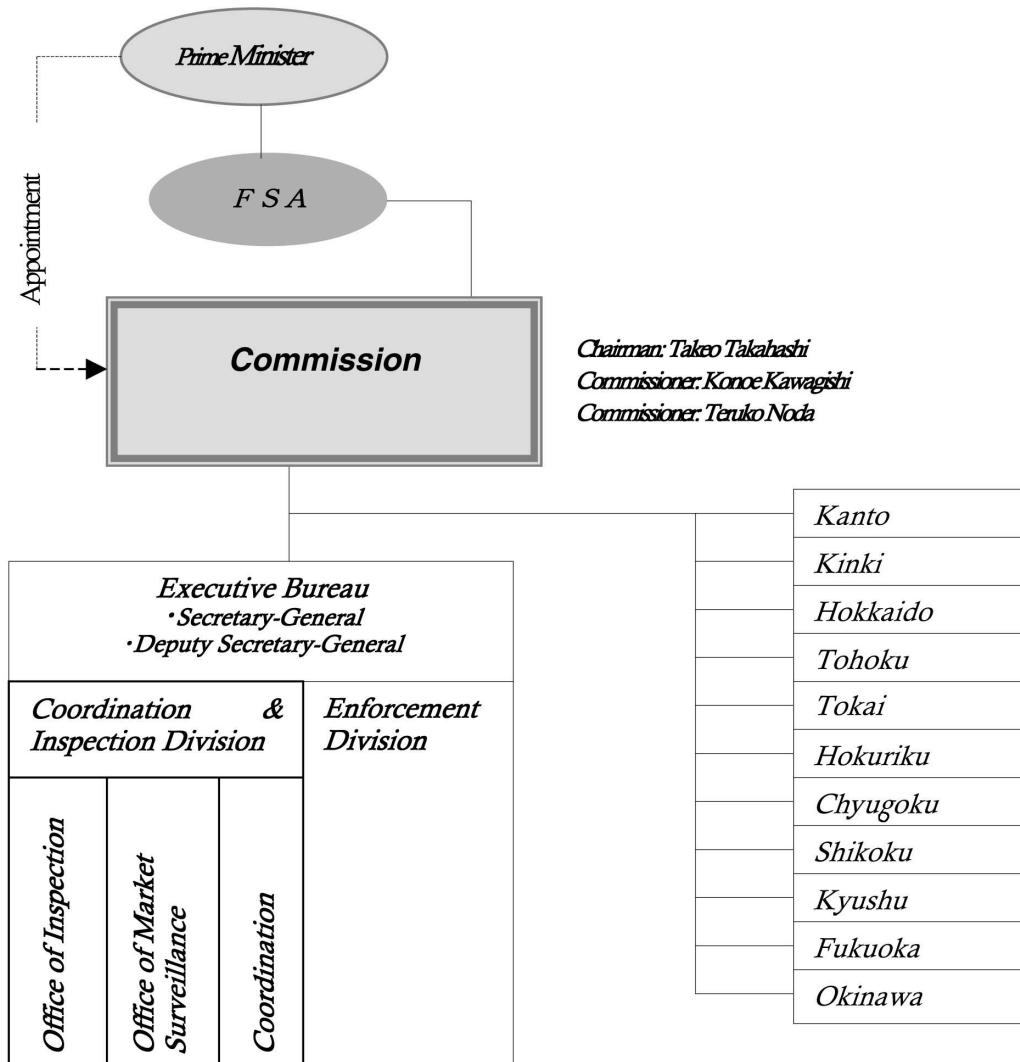 Prime Minister
F S A
Appointment
Commission
Chairman: Takeo Takahashi
Commissioner: Konoe Kawagishi
Commissioner: Teruko Noda
Executive Bureau
・Secretary-General
・Deputy Secretary-General
Coordination &
Inspection Division
Enforcement
Division
Office of Inspection
Office of Market
Surveillance
Coordination
Kanto
Kinki
Hokkaido
Tohoku
Tokai
Hokuriku
Chyugoku
Shikoku
Kyushu
Fukuoka
Okinawa